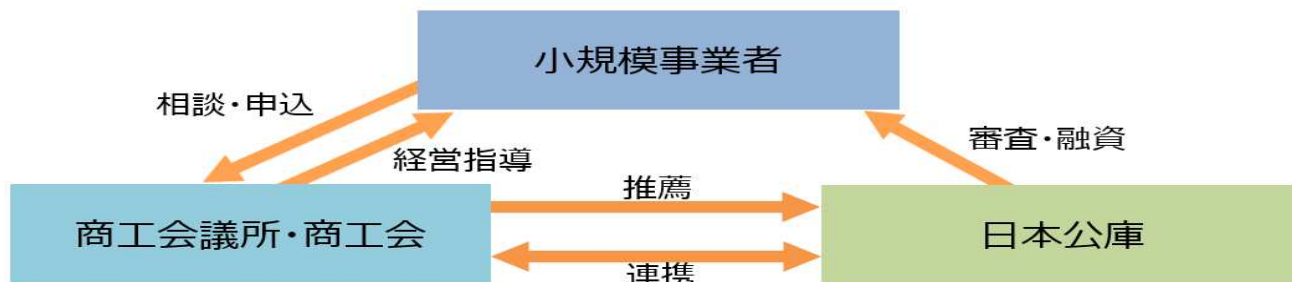 小規模事業者
相談・申込
経営指導
審査・融資
推薦
商工会議所・商工会
日本公庫
連携